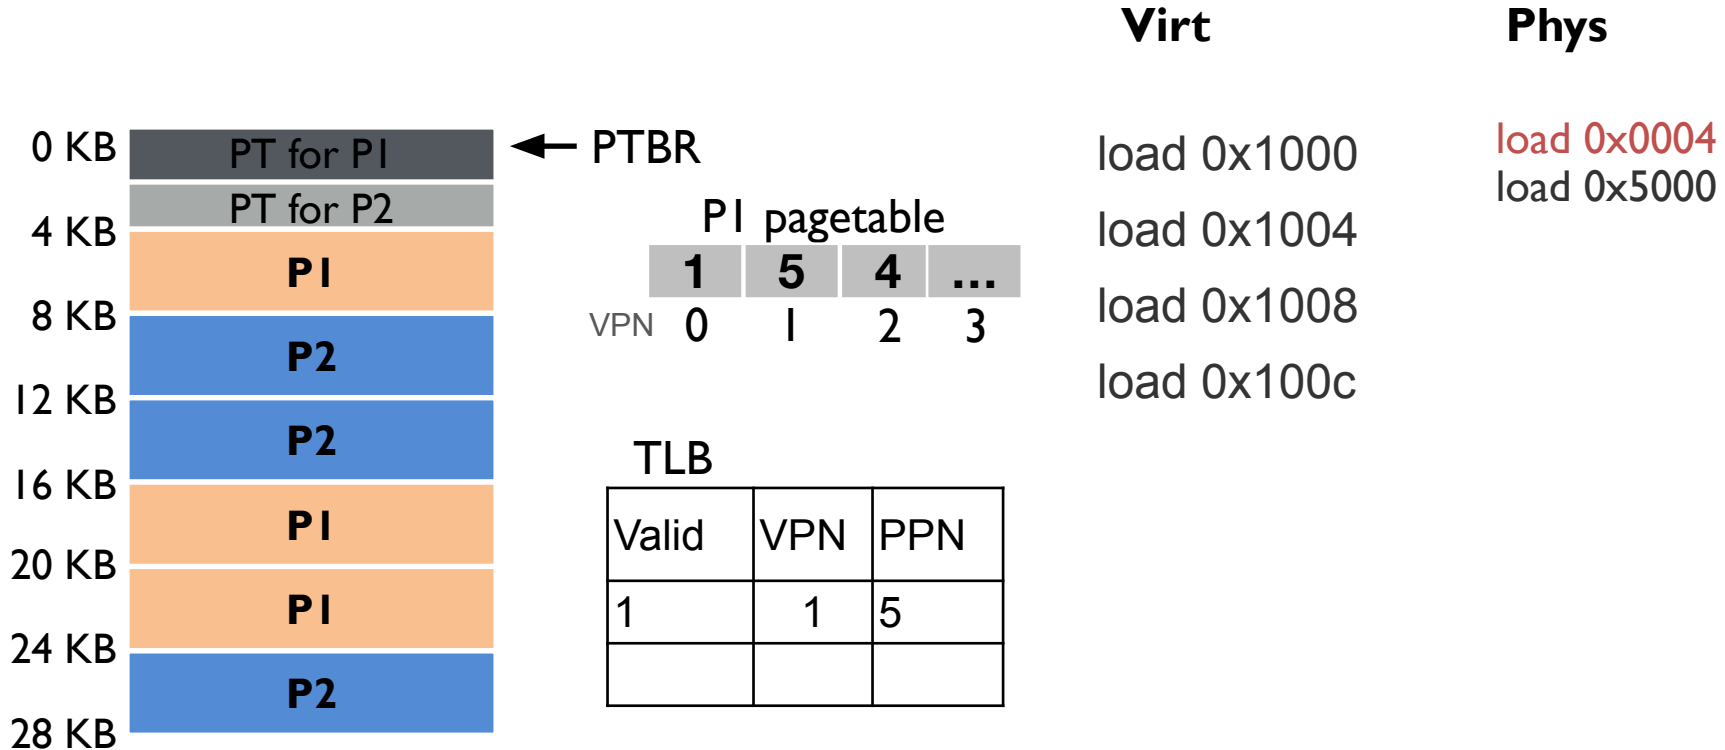 Virt
Phys
0 KB
PT for P1
PTBR
load 0x1000
load 0x0004
load 0x5000
PT for P2
4 KB
P1 pagetable
load 0x1004
P1
1 5 4 ...
8 KB
VPN 0 1 2 3
load 0x1008
P2
12 KB
load 0x100c
P2
TLB
16 KB
P1
Valid VPN PPN
20 KB
P1
1 1 5
24 KB
P2
28 KB